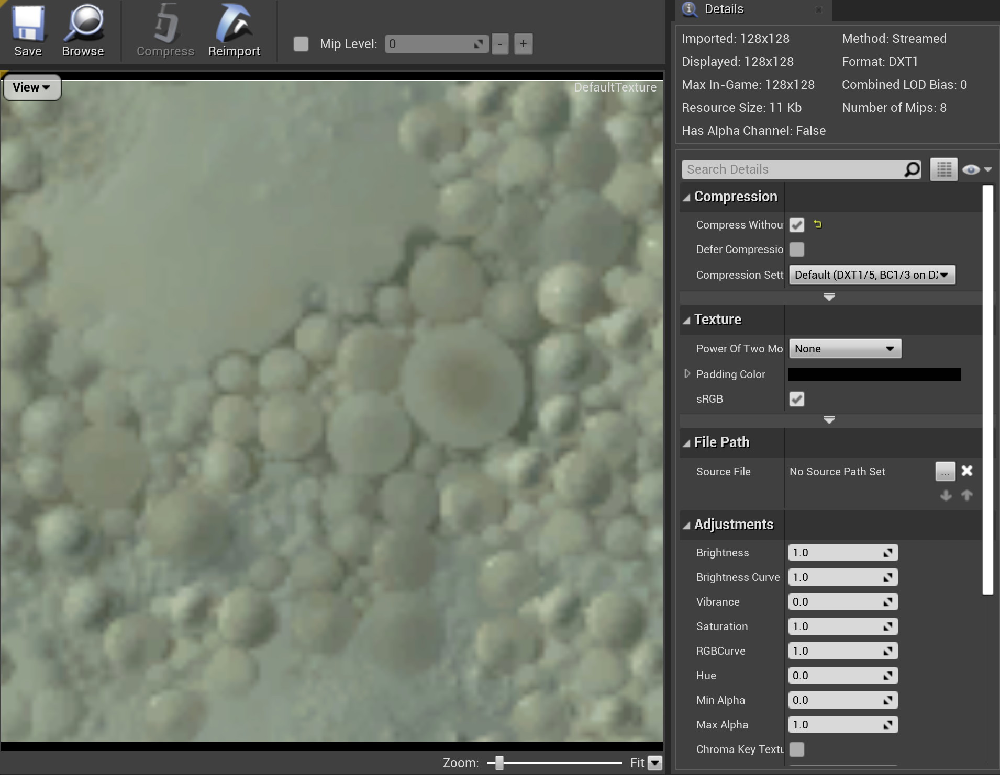 Save
Browse
Compress
Reimport
Mip Level:
0
-
+
View
DefaultTexture
Zoom:
Fit
Details
Imported: 128x128
Method: Streamed
Displayed: 128x128
Format: DXT1
Max In-Game: 128x128
Combined LOD Bias: 0
Resource Size: 11 Kb
Number of Mips: 8
Has Alpha Channel: False
Search Details
Compression
Compress Withou
Defer Compressio
Compression Sett
Default (DXT1/5, BC1/3 on D
Texture
Power Of Two Mo
None
Padding Color
sRGB
File Path
Source File
No Source Path Set
...
Adjustments
Brightness
1.0
Brightness Curve
1.0
Vibrance
0.0
Saturation
1.0
RGBCurve
1.0
Hue
0.0
Min Alpha
0.0
Max Alpha
1.0
Chroma Key Textu